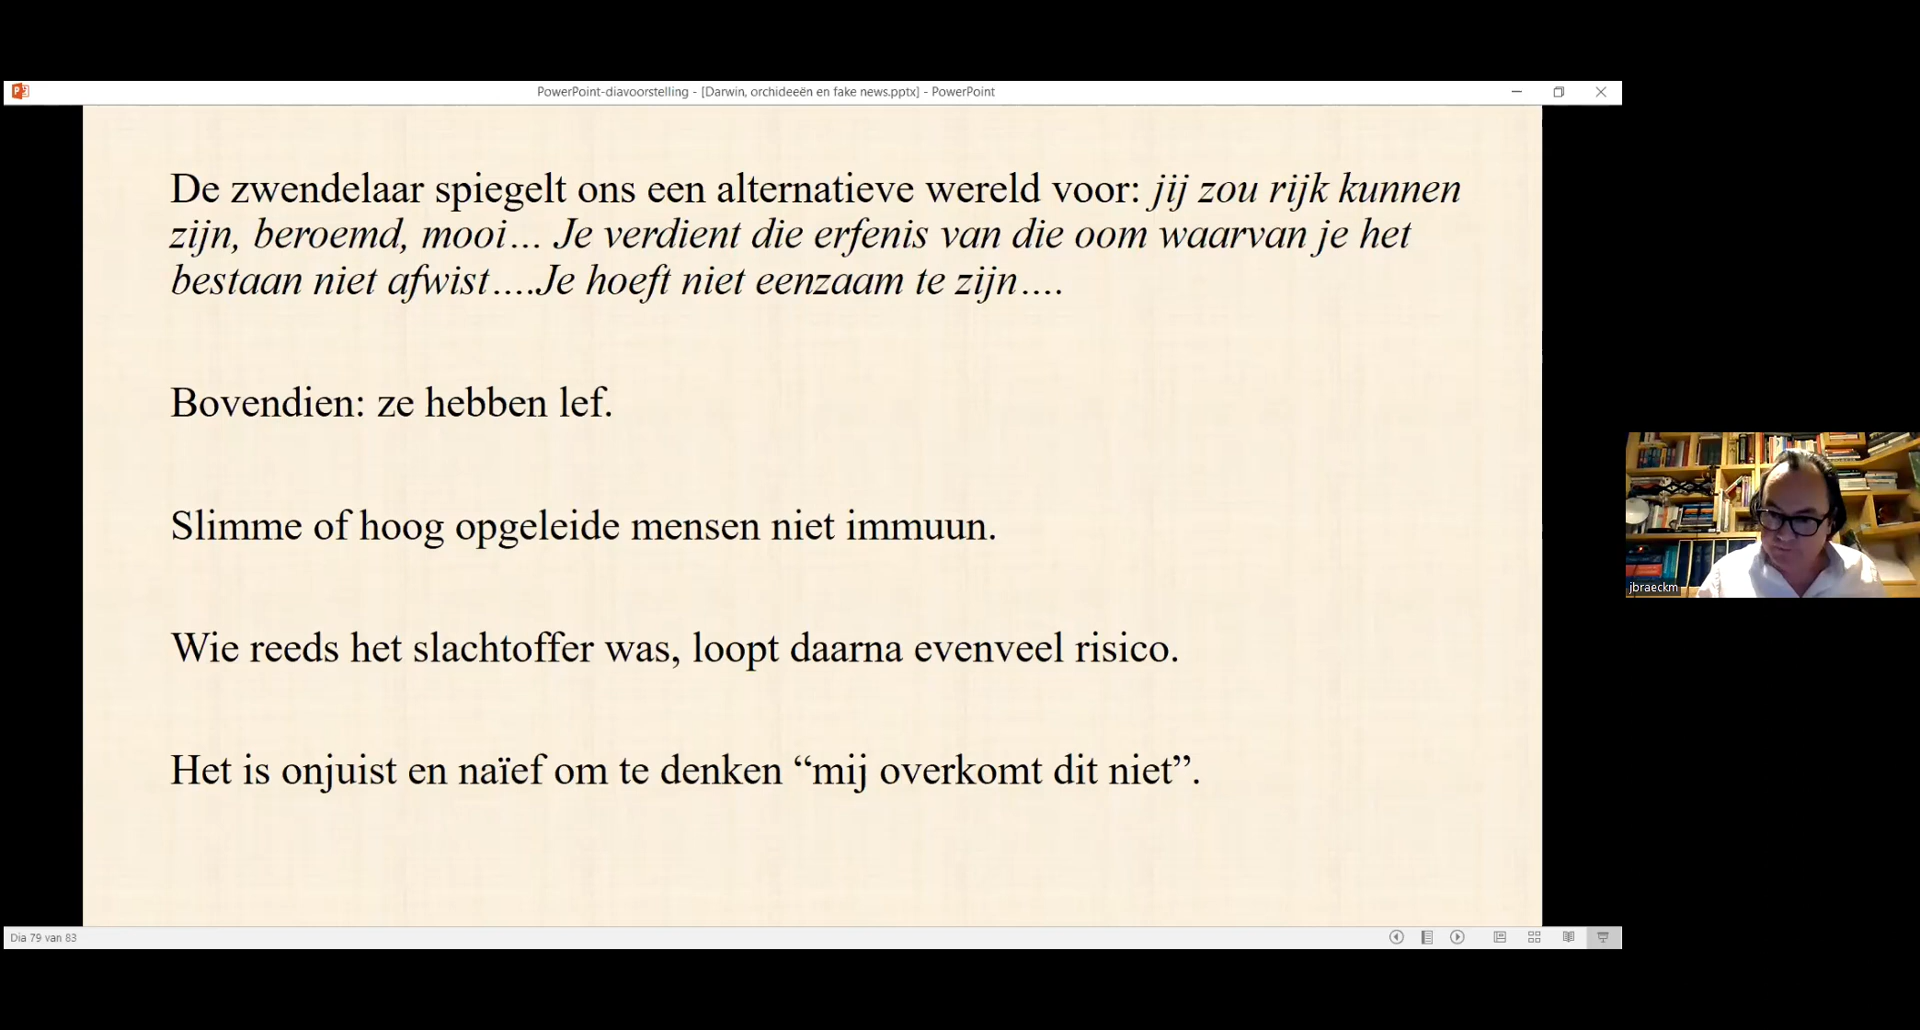 PowerPoint-diavoorstelling - [Darwin, orchideeën en fake news.pptx] - PowerPoint
De zwendelaar spiegelt ons een alternatieve wereld voor: jij zou rijk kunnen
zijn, beroemd, mooi… Je verdient die erfenis van die oom waarvan je het
bestaan niet afwist….Je hoeft niet eenzaam te zijn….
Bovendien: ze hebben lef.
Slimme of hoog opgeleide mensen niet immuun.
Wie reeds het slachtoffer was, loopt daarna evenveel risico.
Het is onjuist en naïef om te denken “mij overkomt dit niet”.
jbraeckm
Dia 79 van 83